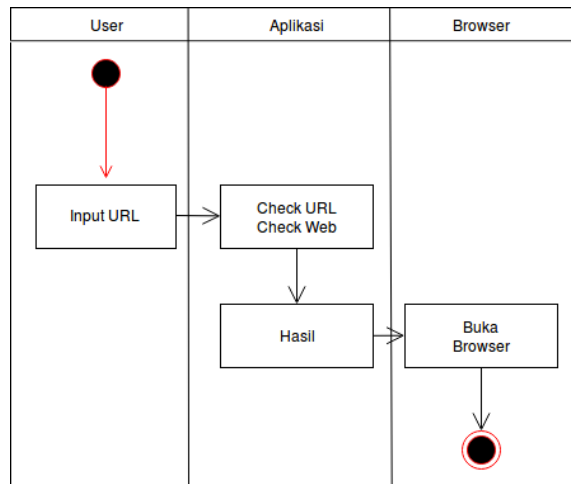 User
Aplikasi
Browser
Input URL
Check URL
Check Web
Hasil
Buka
Browser